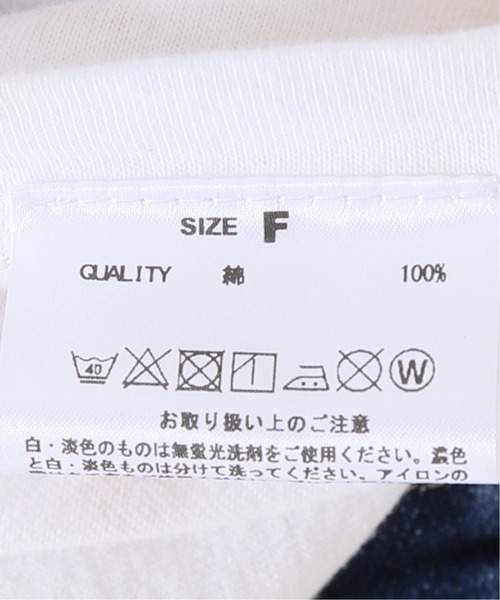 SIZE F
QUALITY 綿 100%
40 W
お取り扱い上のご注意
白・淡色のものは無蛍光洗剤をご使用ください。濃色
と白・淡色ものは分けて洗ってください。アイロンの